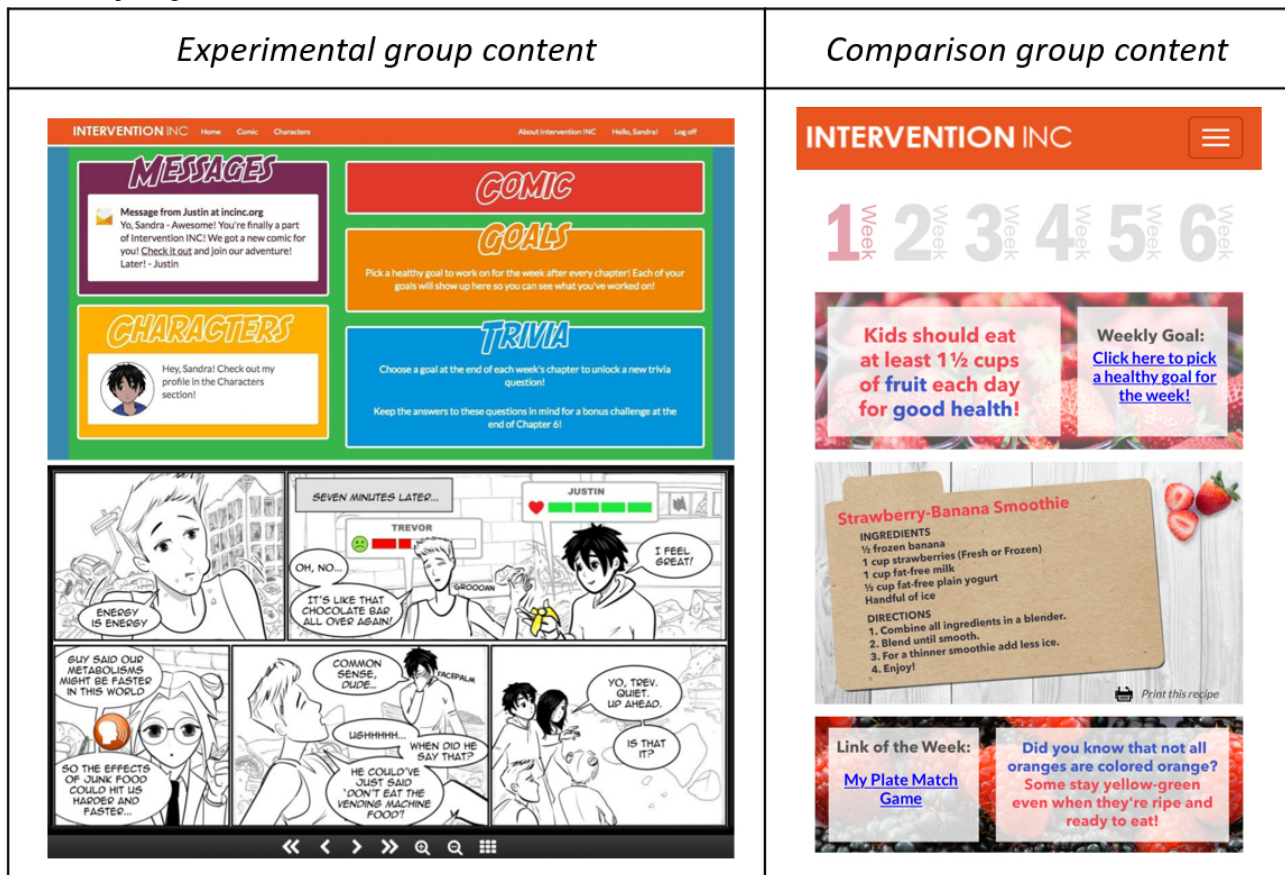 Experimental group content
Comparison group content
INTERVENTION INC Home Comic Characters About Intervention INC Hello, Sandra! Log off
MESSAGES
Message from Justin at incinc.org
Yo, Sandra - Awesome! You're finally a part
of Intervention INC! We got a new comic for
you! Check it out and join our adventure!
Later! - Justin
CHARACTERS
Hey, Sandra! Check out my
profile in the Characters
section!
COMIC
GOALS
Pick a healthy goal to work on for the week after every chapter! Each of your
goals will show up here so you can see what you've worked on!
TRIVIA
Choose a goal at the end of each week's chapter to unlock a new trivia
question!
Keep the answers to these questions in mind for a bonus challenge at the
end of Chapter 6!
ENERGY
IS ENERGY
SEVEN MINUTES LATER...
TREVOR
JUSTIN
OH, NO...
IT'S LIKE THAT
CHOCOLATE BAR
ALL OVER AGAIN!
GROOOAN
I FEEL
GREAT!
GUY SAID OUR
METABOLISMS
MIGHT BE FASTER
IN THIS WORLD
SO THE EFFECTS
OF JUNK FOOD
COULD HIT US
HARDER AND
FASTER...
COMMON
SENSE,
DUDE...
FACEPALM
UGHHHHH...
WHEN DID HE
SAY THAT?
HE COULD'VE
JUST SAID
'DON'T EAT THE
VENDING MACHINE
FOOD'!
YO, TREV.
QUIET.
UP AHEAD.
IS THAT
IT?
INTERVENTION INC
1 Week 2 Week 3 Week 4 Week 5 Week 6 Week
Kids should eat
at least 1 ½ cups
of fruit each day
for good health!
Weekly Goal:
Click here to pick
a healthy goal for
the week!
Strawberry-Banana Smoothie
INGREDIENTS
½ frozen banana
1 cup strawberries (Fresh or Frozen)
1 cup fat-free milk
½ cup fat-free plain yogurt
Handful of ice
DIRECTIONS
1. Combine all ingredients in a blender.
2. Blend until smooth.
3. For a thinner smoothie add less ice.
4. Enjoy!
Print this recipe
Link of the Week:
My Plate Match
Game
Did you know that not all
oranges are colored orange?
Some stay yellow-green
even when they're ripe and
ready to eat!